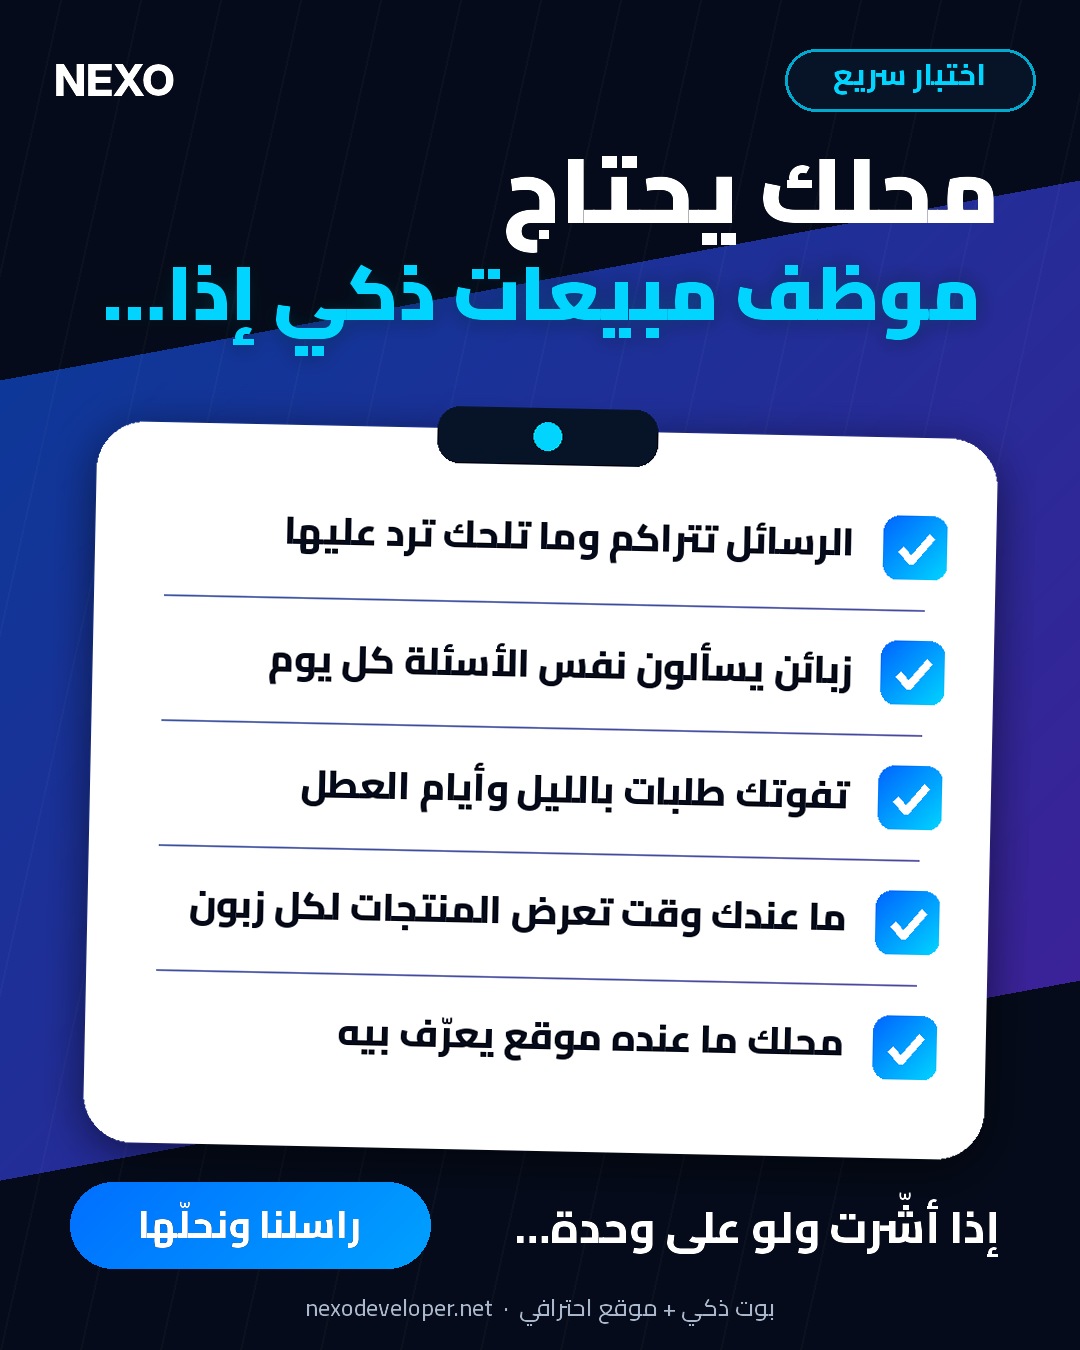 NEXO
اختبار سريع
محلك يحتاج
موظف مبيعات ذكي إذا...
الرسائل تتراكم وما تلحك ترد عليها
زبائن يسألون نفس الأسئلة كل يوم
تفوتك طلبات بالليل وأيام العطل
ما عندك وقت تعرض المنتجات لكل زبون
محلك ما عنده موقع يعرّف بيه
إذا أشّرت ولو على وحدة...
راسلنا ونحلّها
بوت ذكي + موقع احترافي · nexodeveloper.net